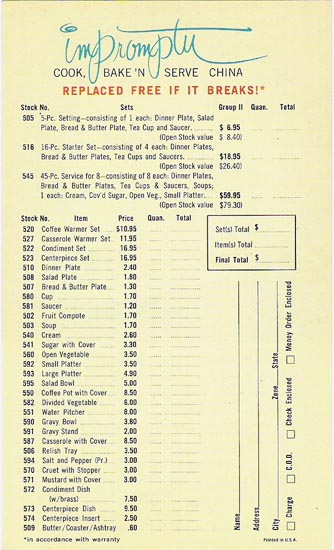 impromptu
COOK, BAKE 'N SERVE CHINA
REPLACED FREE IF IT BREAKS!*
Stock No. Sets Group II Quan. Total
505 5-Pc. Setting—consisting of 1 each: Dinner Plate, Salad
Plate, Bread & Butter Plate, Tea Cup and Saucer. $ 6.95
(Open Stock value $ 8.40)
516 16-Pc. Starter Set—consisting of 4 each: Dinner Plates,
Bread & Butter Plates, Tea Cups and Saucers. $18.95
(Open Stock value $26.40)
545 45-Pc. Service for 8—consisting of 8 each: Dinner Plates,
Bread & Butter Plates, Tea Cups & Saucers, Soups;
1 each: Cream, Cov'd Sugar, Open Veg., Small Platter $59.95
(Open Stock value $79.30)
Stock No. Item Price Quan. Total
520 Coffee Warmer Set $10.95
527 Casserole Warmer Set 11.95
522 Condiment Set 16.95
523 Centerpiece Set 16.95
510 Dinner Plate 2.40
508 Salad Plate 1.80
507 Bread & Butter Plate 1.30
580 Cup 1.70
581 Saucer 1.20
502 Fruit Compote 1.70
503 Soup 1.70
540 Cream 2.60
541 Sugar with Cover 3.30
560 Open Vegetable 3.50
592 Small Platter 3.50
593 Large Platter 4.90
595 Salad Bowl 5.00
550 Coffee Pot with Cover 8.50
582 Divided Vegetable 6.00
551 Water Pitcher 8.00
590 Gravy Bowl 3.80
591 Gravy Stand 2.00
587 Casserole with Cover 8.50
506 Relish Tray 3.50
594 Salt and Pepper (Pr.) 3.00
570 Cruet with Stopper 3.00
571 Mustard with Cover 3.00
572 Condiment Dish
(w/brass) 7.50
573 Centerpiece Dish 9.50
574 Centerpiece Insert 2.50
509 Butter/Coaster/Ashtray .60
Set(s) Total $
Item(s) Total
Final Total $
Name
Address
City Zone State
Charge C.O.D. Check Enclosed Money Order Enclosed
*in accordance with warranty
Printed in U.S.A.